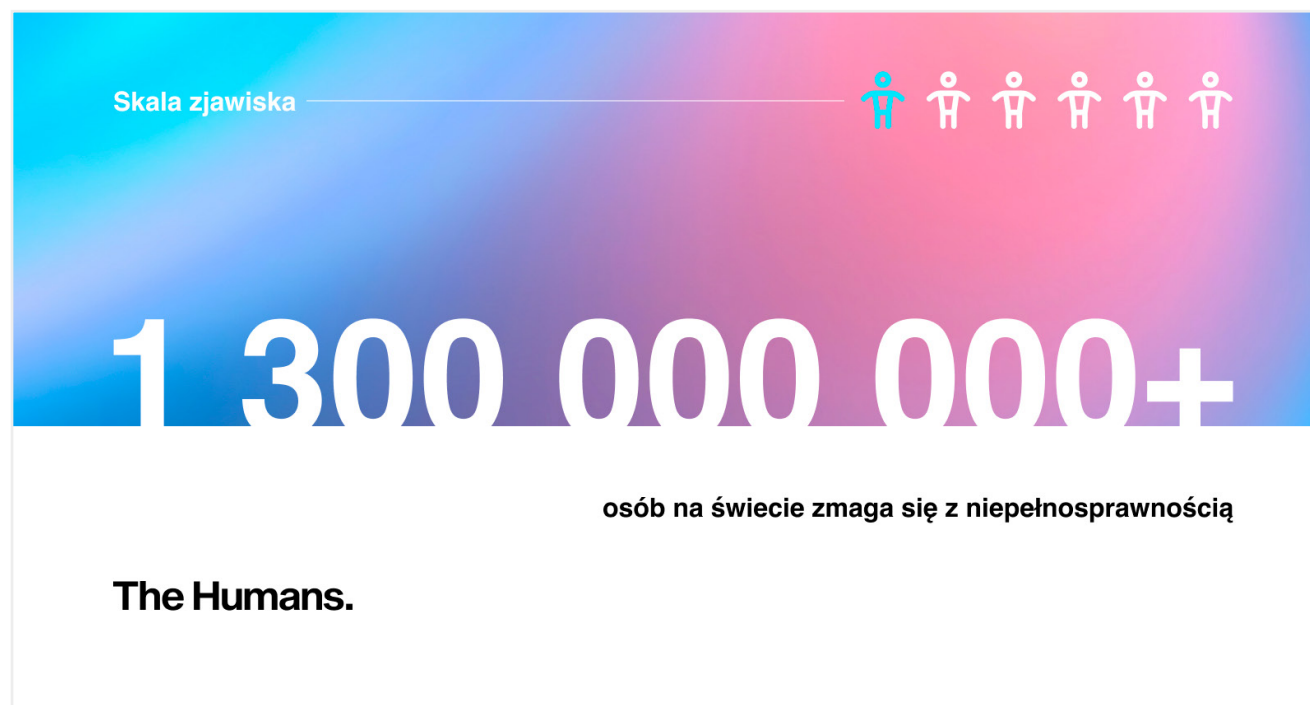 Skala zjawiska
1 300 000 000+
osób na świecie zmaga się z niepełnosprawnością
The Humans.